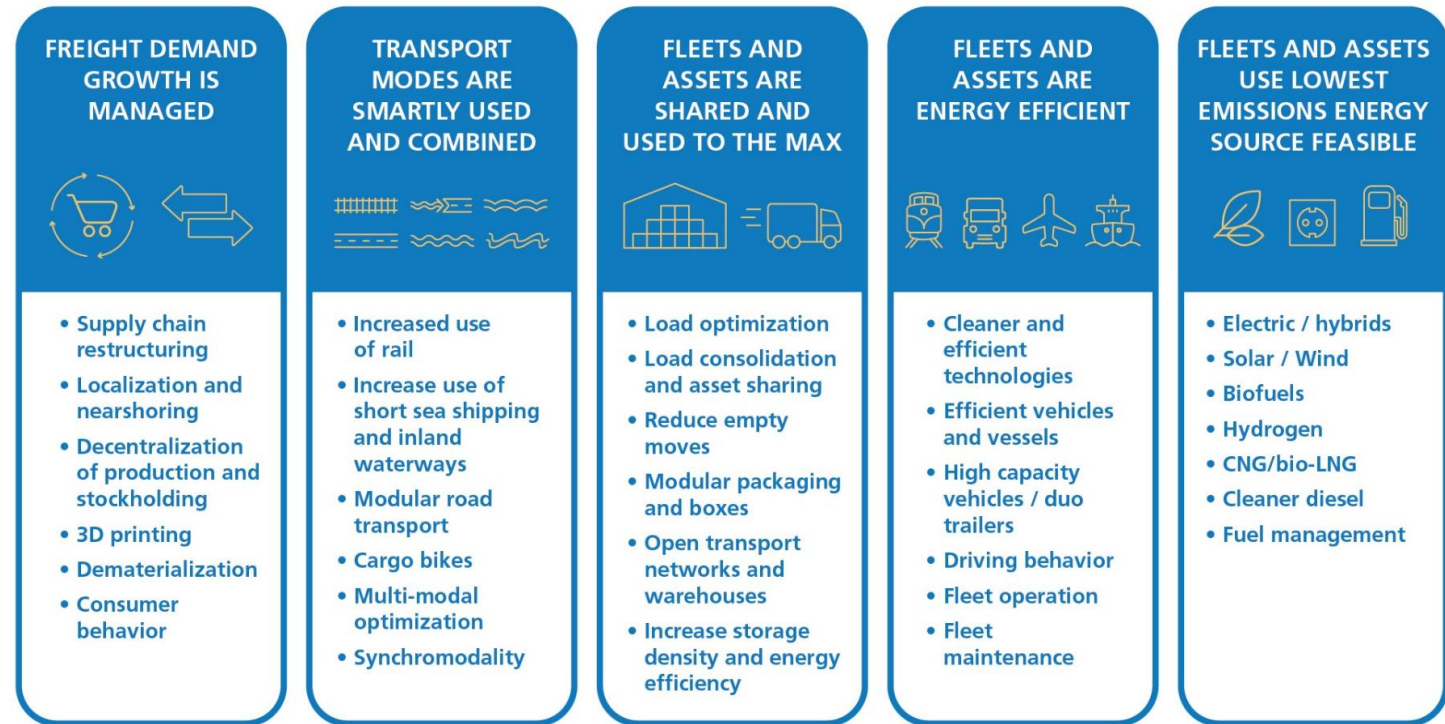 FREIGHT DEMAND
GROWTH IS
MANAGED
• Supply chain
restructuring
• Localization and
nearshoring
• Decentralization
of production and
stockholding
• 3D printing
• Dematerialization
• Consumer
behavior
TRANSPORT
MODES ARE
SMARTLY USED
AND COMBINED
• Increased use
of rail
• Increase use of
short sea shipping
and inland
waterways
• Modular road
transport
• Cargo bikes
• Multi-modal
optimization
• Synchromodality
FLEETS AND
ASSETS ARE
SHARED AND
USED TO THE MAX
• Load optimization
• Load consolidation
and asset sharing
• Reduce empty
moves
• Modular packaging
and boxes
• Open transport
networks and
warehouses
• Increase storage
density and energy
efficiency
FLEETS AND
ASSETS ARE
ENERGY EFFICIENT
• Cleaner and
efficient
technologies
• Efficient vehicles
and vessels
• High capacity
vehicles / duo
trailers
• Driving behavior
• Fleet operation
• Fleet
maintenance
FLEETS AND ASSETS
USE LOWEST
EMISSIONS ENERGY
SOURCE FEASIBLE
• Electric / hybrids
• Solar / Wind
• Biofuels
• Hydrogen
• CNG/bio-LNG
• Cleaner diesel
• Fuel management